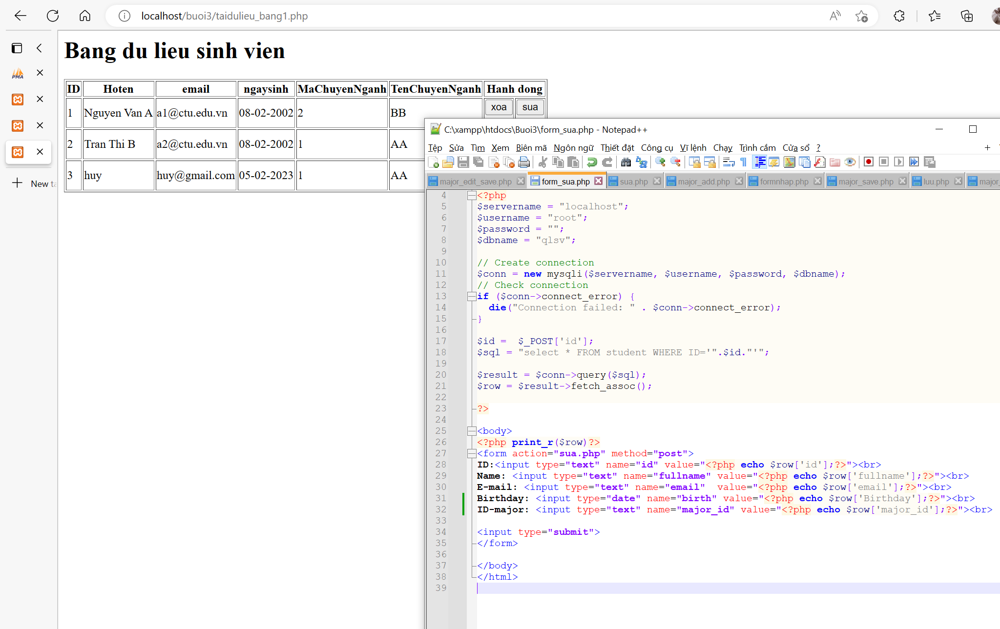 localhost/buoi3/taidulieu_bang1.php
Bang du lieu sinh vien
ID Hoten email ngaysinh MaChuyenNganh TenChuyenNganh Hanh dong
1 Nguyen Van A a1@ctu.edu.vn 08-02-2002 2 BB xoa sua
2 Tran Thi B a2@ctu.edu.vn 08-02-2002 1 AA
3 huy huy@gmail.com 05-02-2023 1 AA
PMA
New
C:\xampp\htdocs\Buoi3\form_sua.php - Notepad++
Tệp Sửa Tìm Xem Biên mã Ngôn ngữ Thiết đặt Công cụ Vĩ lệnh Chạy Trình cắm Cửa sổ ?
major_edit_save.php form_sua.php sua.php major_add.php formnhap.php major_save.php luu.php major_
4 <?php
5 $servername = "localhost";
6 $username = "root";
7 $password = "";
8 $dbname = "qlsv";
9
10 // Create connection
11 $conn = new mysqli($servername, $username, $password, $dbname);
12 // Check connection
13 if ($conn->connect_error) {
14 die("Connection failed: " . $conn->connect_error);
15 }
16
17 $id =  $_POST['id'];
18 $sql = "select * FROM student WHERE ID='".$id."'";
19
20 $result = $conn->query($sql);
21 $row = $result->fetch_assoc();
22
23 ?>
24
25 <body>
26 <?php print_r($row)?>
27 <form action="sua.php" method="post">
28 ID:<input type="text" name="id" value="<?php echo $row['id'];?>"><br>
29 Name: <input type="text" name="fullname" value="<?php echo $row['fullname'];?>"><br>
30 E-mail: <input type="text" name="email"  value="<?php echo $row['email'];?>"><br>
31 Birthday: <input type="date" name="birth" value="<?php echo $row['Birthday'];?>"><br>
32 ID-major: <input type="text" name="major_id" value="<?php echo $row['major_id'];?>"><br>
33
34 <input type="submit">
35 </form>
36
37 </body>
38 </html>
39